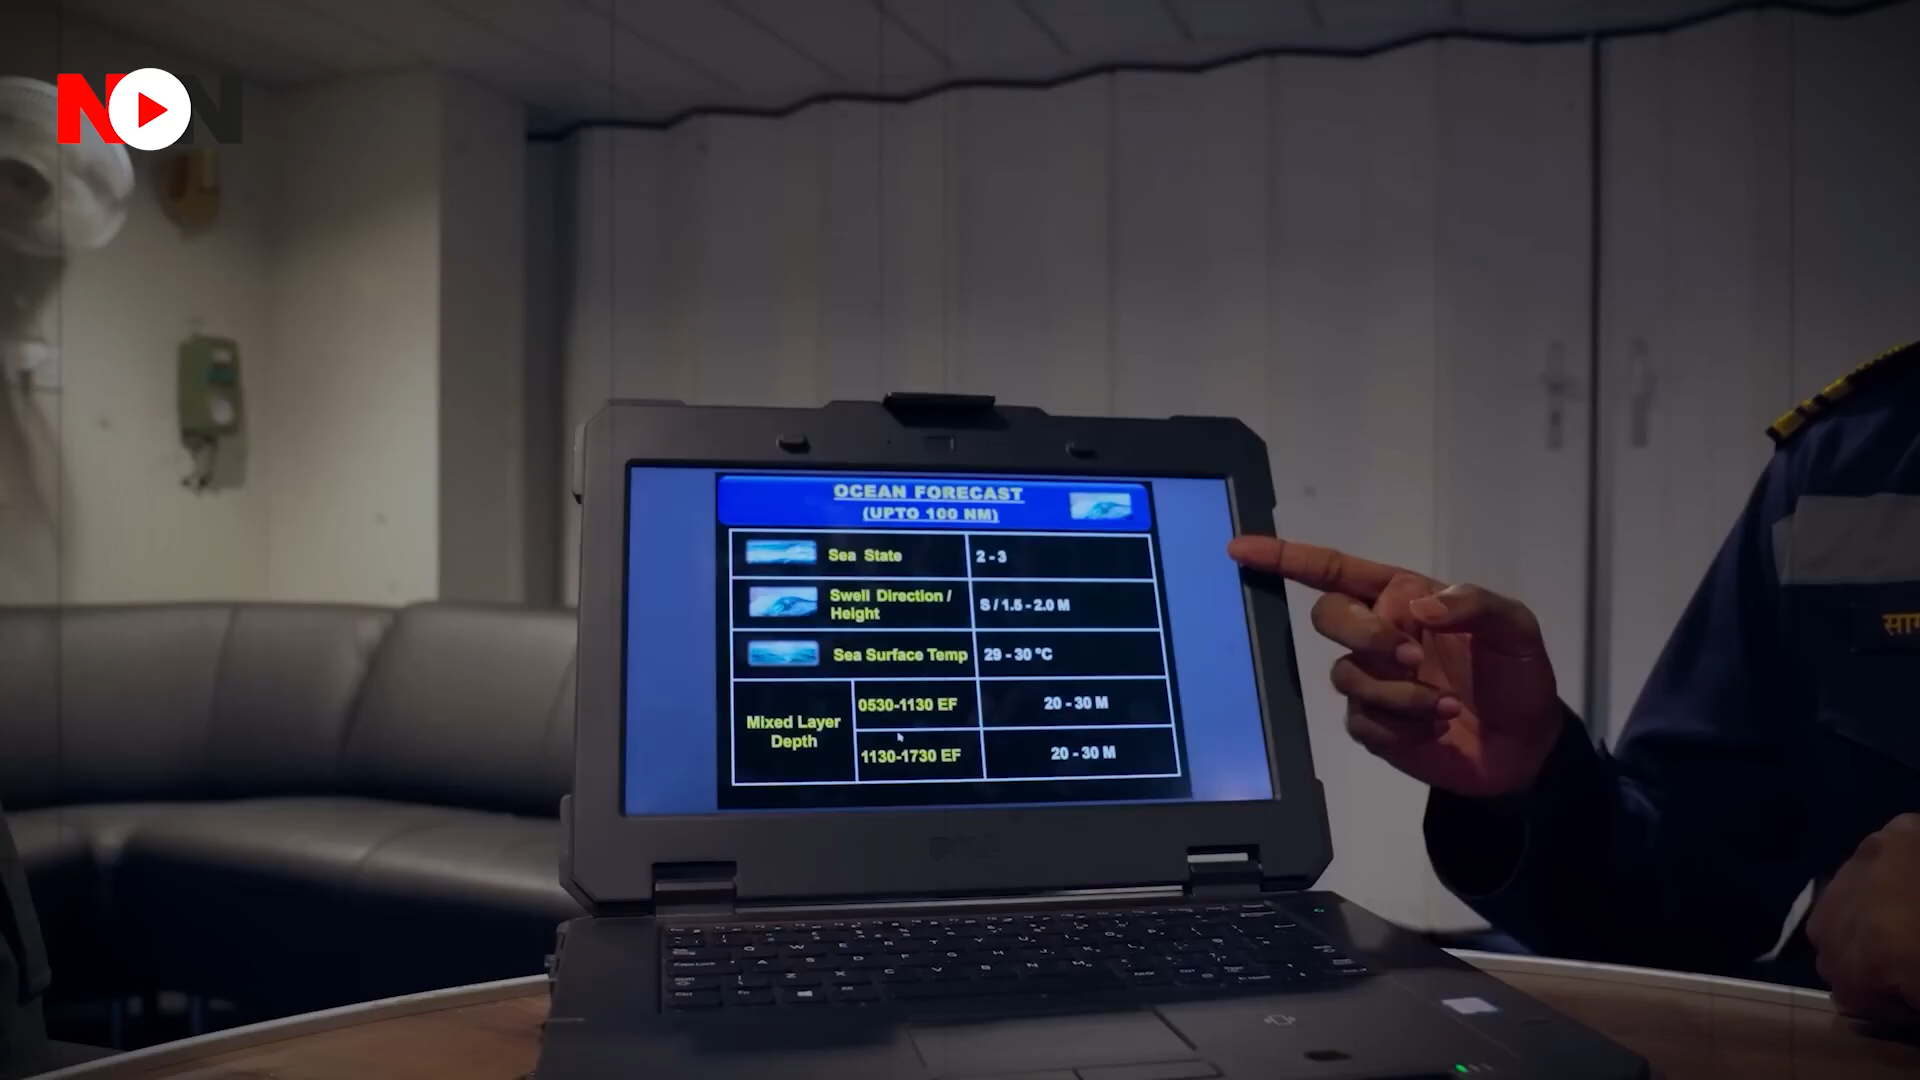 NN
OCEAN FORECAST
(UPTO 100 NM)
Sea State
2 - 3
Swell Direction /
Height
S / 1.5 - 2.0 M
Sea Surface Temp
29 - 30 °C
Mixed Layer
Depth
0530-1130 EF
20 - 30 M
1130-1730 EF
20 - 30 M